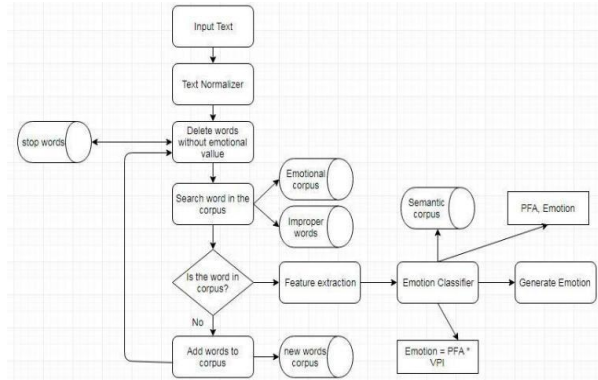 Input Text
Text Normalizer
stop words
Delete words
without emotional
vallue
Emotional
corpus
Search word in the
corpus
Improper
words
Semantic
corpus
PFA, Emotion
Is the word in
corpus?
Feature extraction
Emotion Classifier
Generate Emotion
No
Add words to
corpus
new words
corpus
Emotion = PFA *
VPI